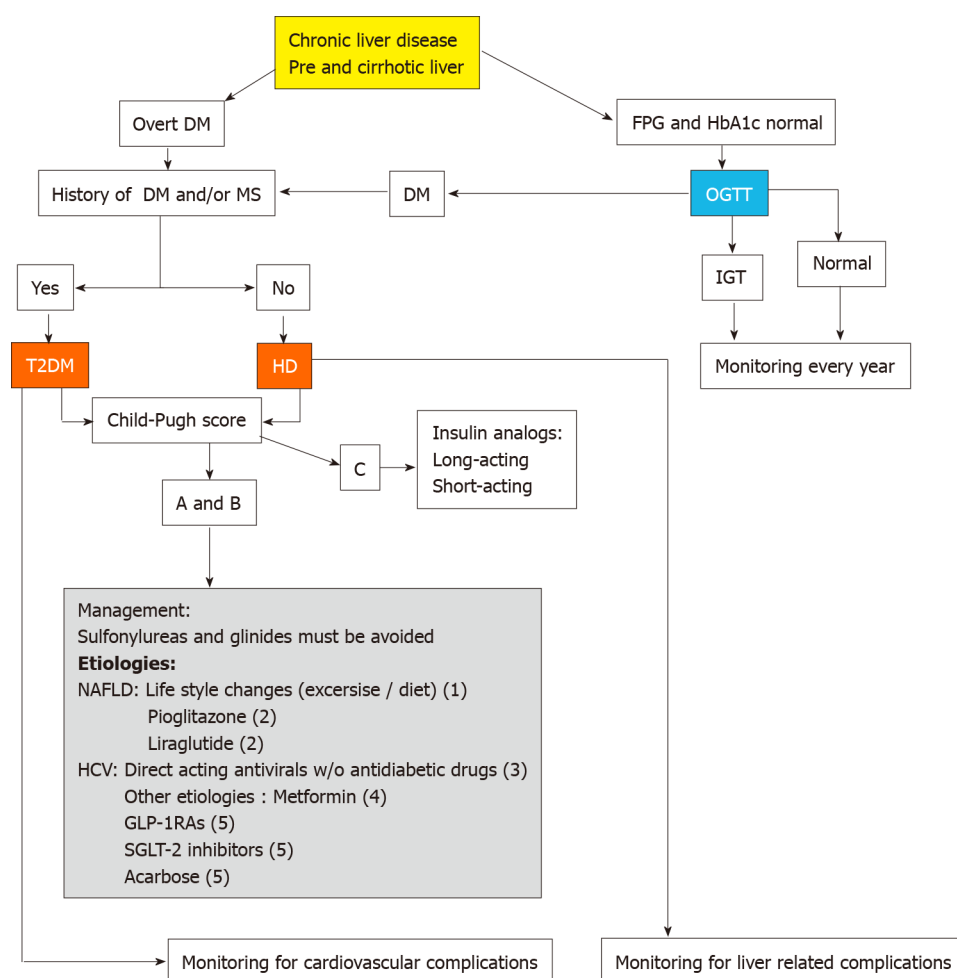 Chronic liver disease
Pre and cirrhotic liver
Overt DM
FPG and HbA1c normal
History of DM and/or MS
DM
OGTT
Yes
No
IGT
Normal
T2DM
HD
Monitoring every year
Child-Pugh score
C
Insulin analogs:
Long-acting
Short-acting
A and B
Management:
Sulfonylureas and glinides must be avoided
Etiologies:
NAFLD: Life style changes (excersise / diet) (1)
Pioglitazone (2)
Liraglutide (2)
HCV: Direct acting antivirals w/o antidiabetic drugs (3)
Other etiologies : Metformin (4)
GLP-1RAs (5)
SGLT-2 inhibitors (5)
Acarbose (5)
Monitoring for cardiovascular complications
Monitoring for liver related complications